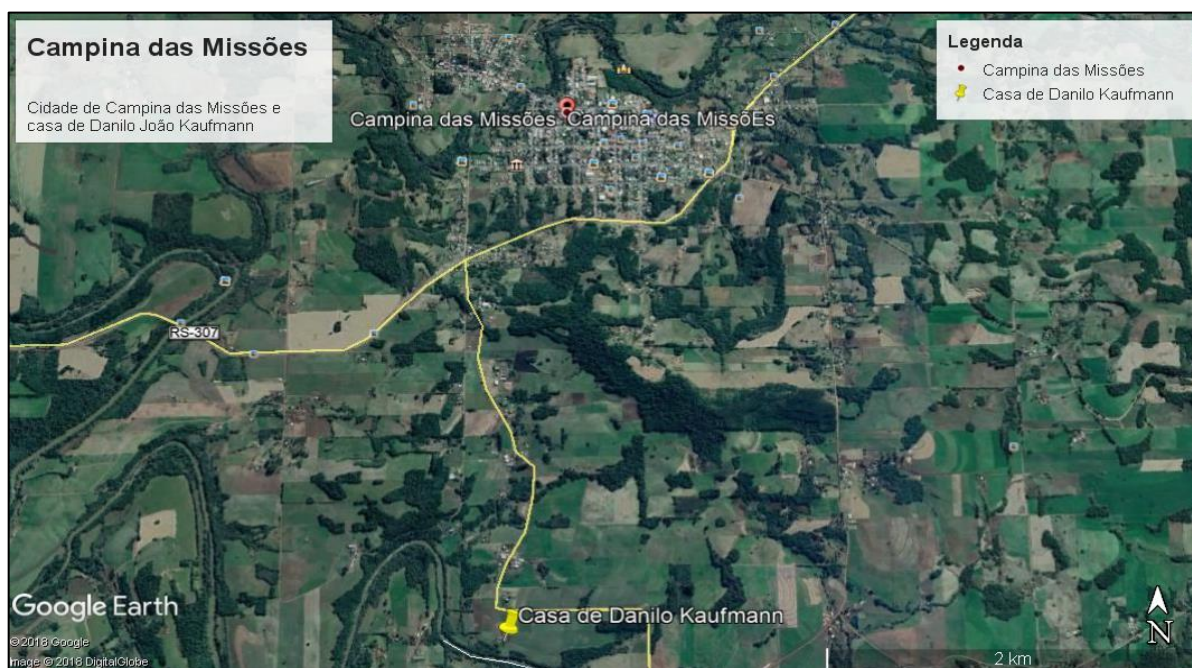 Campina das Missões
Cidade de Campina das Missões e
casa de Danilo João Kaufmann
Legenda
Campina das Missões
Casa de Danilo Kaufmann
Campina das Missões Campina das MissõEs
RS-307
Casa de Danilo Kaufmann
Google Earth
© 2018 Google
Image © 2018 DigitalGlobe
N
2 km